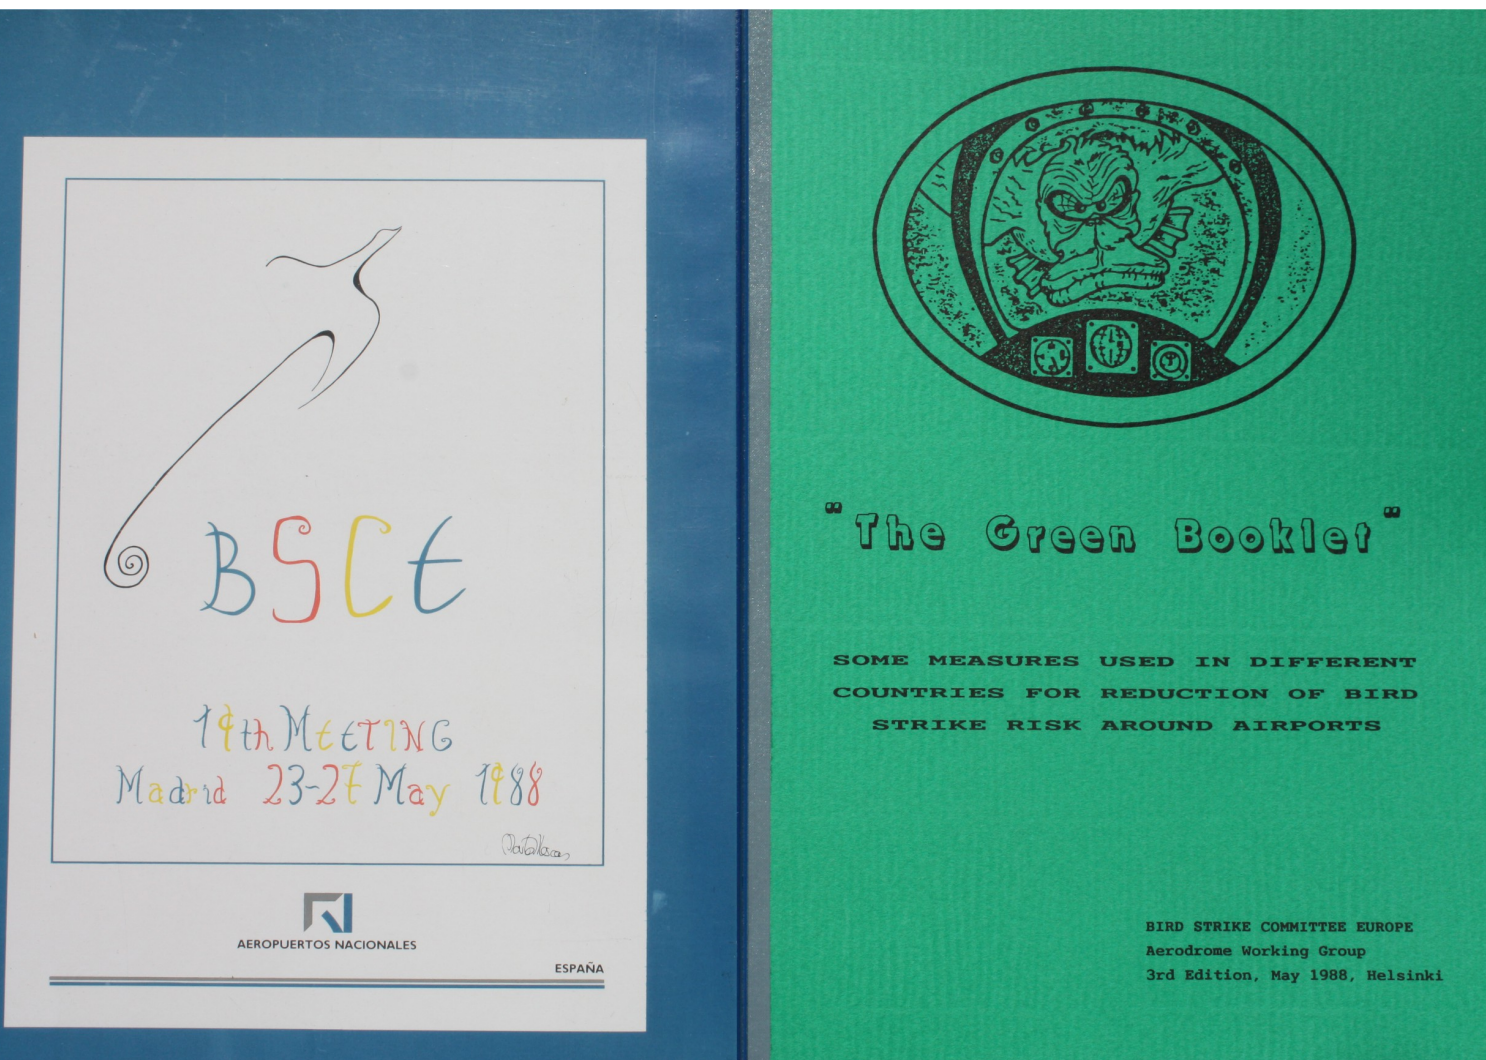 BSCE
19th MEETING
Madrid 23-27 May 1988
AEROPUERTOS NACIONALES
ESPAÑA
"The Green Booklet"
SOME MEASURES USED IN DIFFERENT
COUNTRIES FOR REDUCTION OF BIRD
STRIKE RISK AROUND AIRPORTS
BIRD STRIKE COMMITTEE EUROPE
Aerodrome Working Group
3rd Edition, May 1988, Helsinki